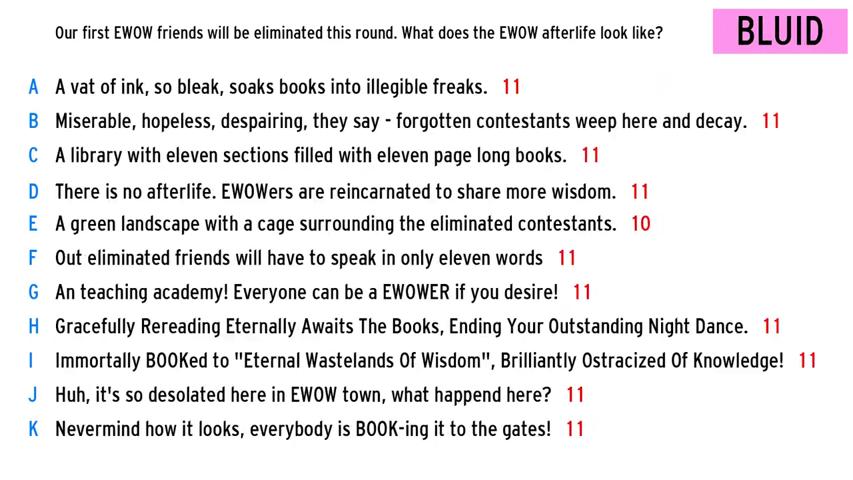 Our first EWOW friends will be eliminated this round. What does the EWOW afterlife look like?
BLUID
A A vat of ink, so bleak, soaks books into illegible freaks. 11
B Miserable, hopeless, despairing, they say - forgotten contestants weep here and decay. 11
C A library with eleven sections filled with eleven page long books. 11
D There is no afterlife. EWOWers are reincarnated to share more wisdom. 11
E A green landscape with a cage surrounding the eliminated contestants. 10
F Out eliminated friends will have to speak in only eleven words 11
G An teaching academy! Everyone can be a EWOWER if you desire! 11
H Gracefully Rereading Eternally Awaits The Books, Ending Your Outstanding Night Dance. 11
I Immortally BOOKed to "Eternal Wastelands Of Wisdom", Brilliantly Ostracized Of Knowledge! 11
J Huh, it's so desolated here in EWOW town, what happend here? 11
K Nevermind how it looks, everybody is BOOK-ing it to the gates! 11